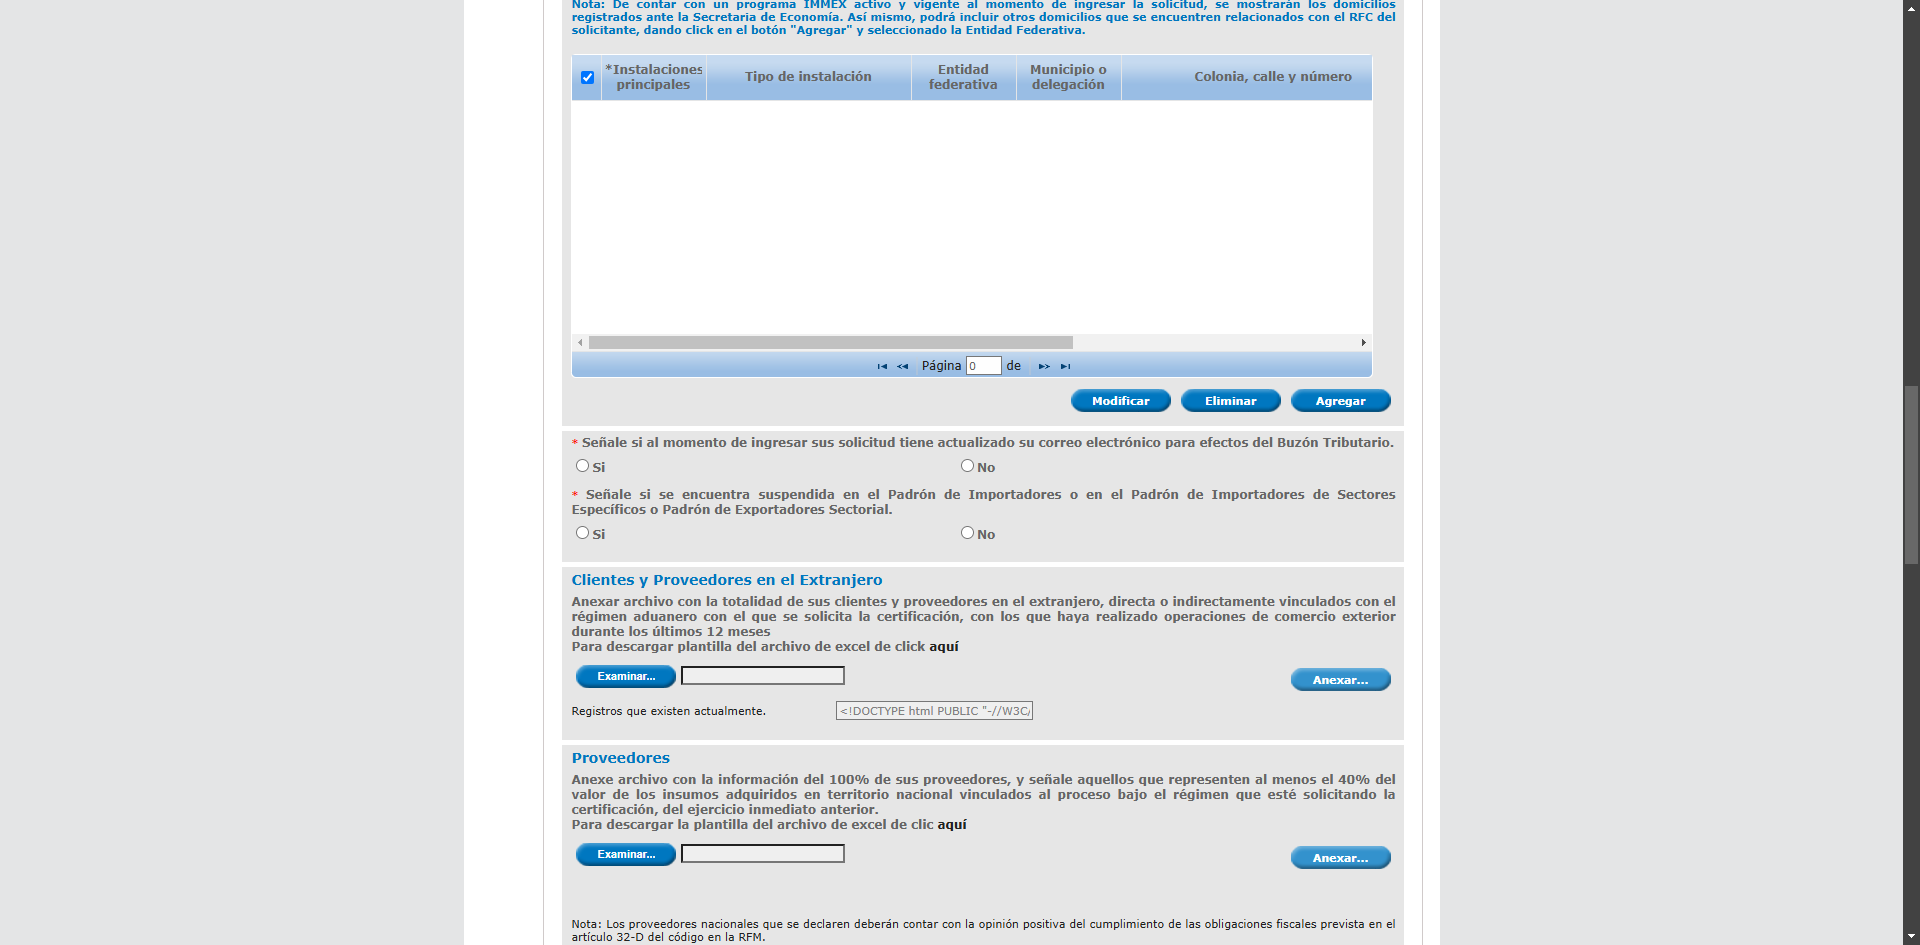 Nota: De contar con un programa IMMEX activo y vigente al momento de ingresar la solicitud, se mostrarán los domicilios
registrados ante la Secretaria de Economía. Así mismo, podrá incluir otros domicilios que se encuentren relacionados con el RFC del
solicitante, dando click en el botón "Agregar" y seleccionado la Entidad Federativa.
*Instalaciones
principales
Tipo de instalación
Entidad
federativa
Municipio o
delegación
Colonia, calle y número
Página 0 de
Modificar
Eliminar
Agregar
* Señale si al momento de ingresar sus solicitud tiene actualizado su correo electrónico para efectos del Buzón Tributario.
Si
No
* Señale si se encuentra suspendida en el Padrón de Importadores o en el Padrón de Importadores de Sectores
Específicos o Padrón de Exportadores Sectorial.
Si
No
Clientes y Proveedores en el Extranjero
Anexar archivo con la totalidad de sus clientes y proveedores en el extranjero, directa o indirectamente vinculados con el
régimen aduanero con el que se solicita la certificación, con los que haya realizado operaciones de comercio exterior
durante los últimos 12 meses
Para descargar plantilla del archivo de excel de click aquí
Examinar...
Anexar...
Registros que existen actualmente.
<!DOCTYPE html PUBLIC "-//W3C/
Proveedores
Anexe archivo con la información del 100% de sus proveedores, y señale aquellos que representen al menos el 40% del
valor de los insumos adquiridos en territorio nacional vinculados al proceso bajo el régimen que esté solicitando la
certificación, del ejercicio inmediato anterior.
Para descargar la plantilla del archivo de excel de clic aquí
Examinar...
Anexar...
Nota: Los proveedores nacionales que se declaren deberán contar con la opinión positiva del cumplimiento de las obligaciones fiscales prevista en el
artículo 32-D del código en la RFM.